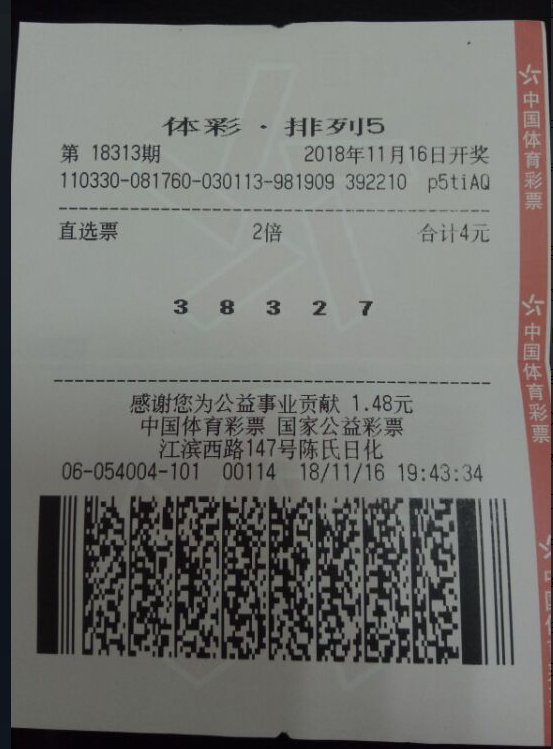 体彩·排列5
第 18313期 2018年11月16日开奖
110330-081760-030113-981909 392210 p5tiAQ
直选票 2倍 合计4元
3 8 3 2 7
感谢您为公益事业贡献 1.48元
中国体育彩票 国家公益彩票
江滨西路147号陈氏日化
06-054004-101 00114 18/11/16 19:43:34
中国体育彩票
中国体育彩票